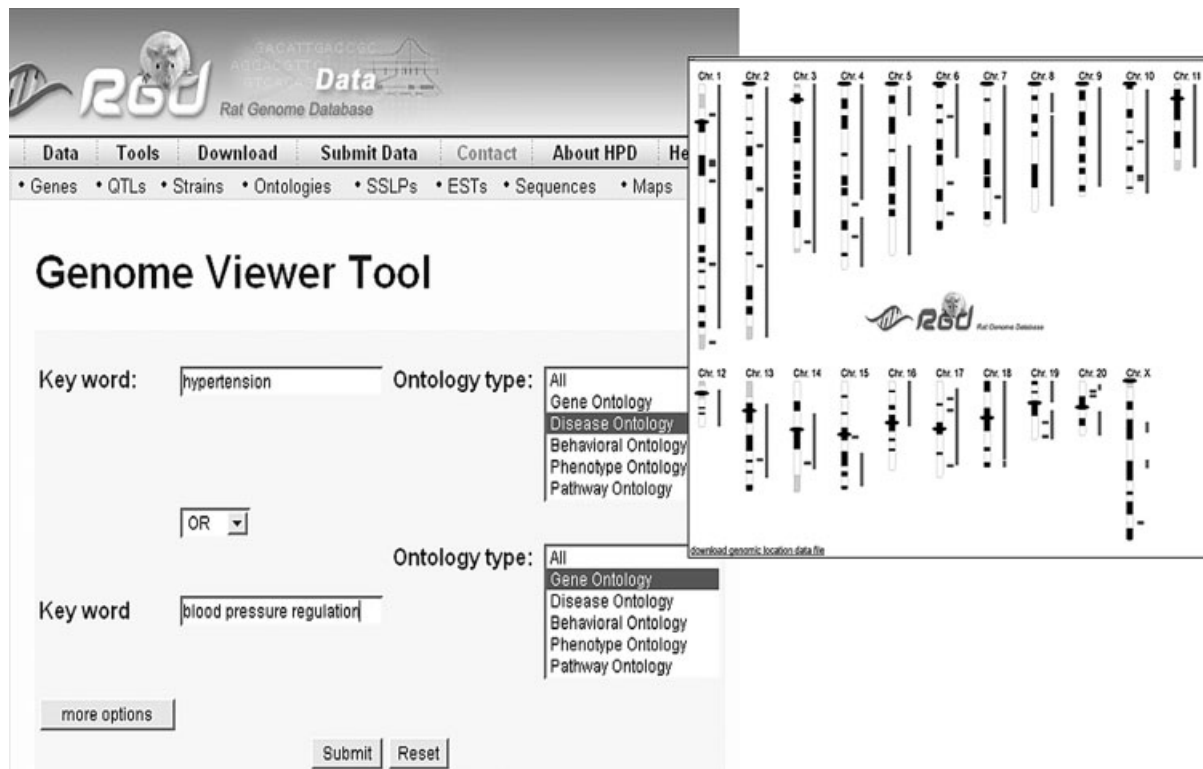 GACATTGACCGC
RGD
Data
Rat Genome Database
Data Tools Download Submit Data Contact About HPD He
• Genes • QTLs • Strains • Ontologies • SSLPs • ESTs • Sequences • Maps
Genome Viewer Tool
Key word: hypertension Ontology type: All
Gene Ontology
Disease Ontology
Behavioral Ontology
Phenotype Ontology
Pathway Ontology
OR
Ontology type: All
Gene Ontology
Key word blood pressure regulation Disease Ontology
Behavioral Ontology
Phenotype Ontology
Pathway Ontology
more options
Submit Reset
Chr. 1 Chr. 2 Chr. 3 Chr. 4 Chr. 5 Chr. 6 Chr. 7 Chr. 8 Chr. 9 Chr. 10 Chr. 11
RGD Rat Genome Database
Chr. 12 Chr. 13 Chr. 14 Chr. 15 Chr. 16 Chr. 17 Chr. 18 Chr. 19 Chr. 20 Chr. X
download genomic location data file